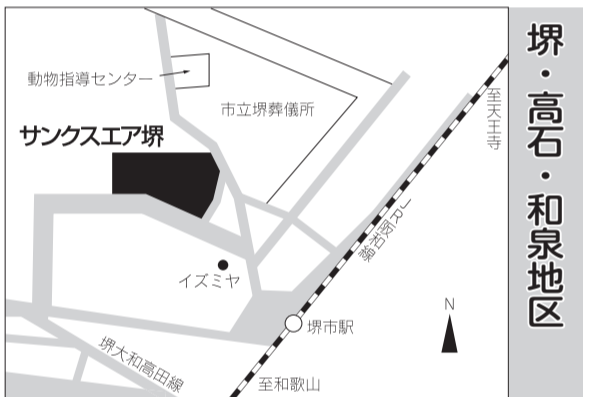 堺・高石・和泉地区
動物指導センター
市立堺葬儀所
至天王寺
サンクスエア堺
JR阪和線
イズミヤ
N
堺市駅
堺大和高田線
至和歌山